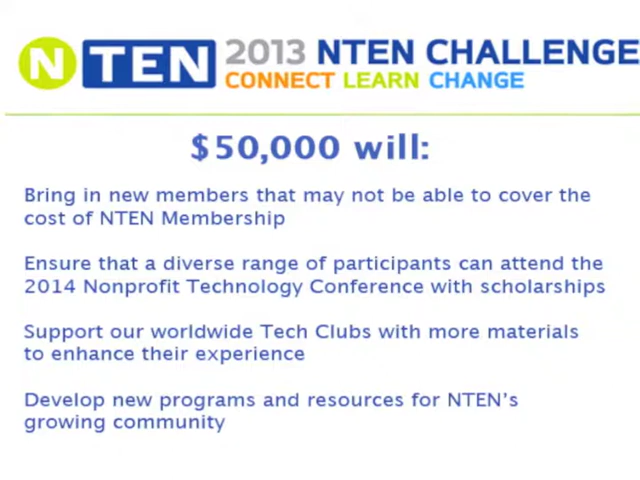 NTEN 2013 NTEN CHALLENGE
CONNECT LEARN CHANGE
$50,000 will:
Bring in new members that may not be able to cover the
cost of NTEN Membership
Ensure that a diverse range of participants can attend the
2014 Nonprofit Technology Conference with scholarships
Support our worldwide Tech Clubs with more materials
to enhance their experience
Develop new programs and resources for NTEN's
growing community